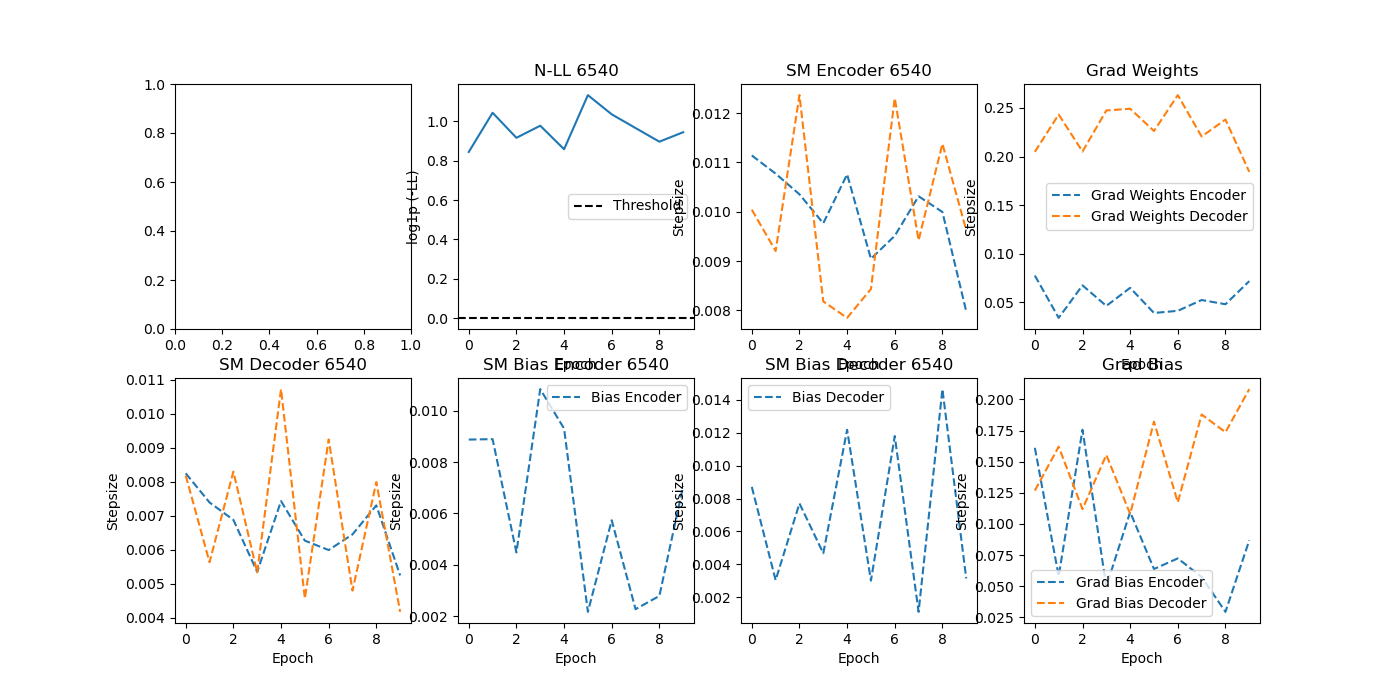 N-LL 6540
SM Encoder 6540
Grad Weights
1.0
0.8
0.6
0.4
0.2
0.0
0.0 0.2 0.4 0.6 0.8 1.0
log1p (-LL)
1.0
0.8
0.6
0.4
0.2
0.0
Threshold
0 2 4 6 8
Epoch
Stepsize
0.012
0.011
0.010
0.009
0.008
0 2 4 6 8
Epoch
Stepsize
0.25
0.20
0.15
0.10
0.05
Grad Weights Encoder
Grad Weights Decoder
0 2 4 6 8
Epoch
SM Decoder 6540
SM Bias Encoder 6540
SM Bias Decoder 6540
Grad Bias
Stepsize
0.011
0.010
0.009
0.008
0.007
0.006
0.005
0.004
0 2 4 6 8
Epoch
Stepsize
0.010
0.008
0.006
0.004
0.002
Bias Encoder
0 2 4 6 8
Epoch
Stepsize
0.014
0.012
0.010
0.008
0.006
0.004
0.002
Bias Decoder
0 2 4 6 8
Epoch
Stepsize
0.200
0.175
0.150
0.125
0.100
0.075
0.050
0.025
Grad Bias Encoder
Grad Bias Decoder
0 2 4 6 8
Epoch